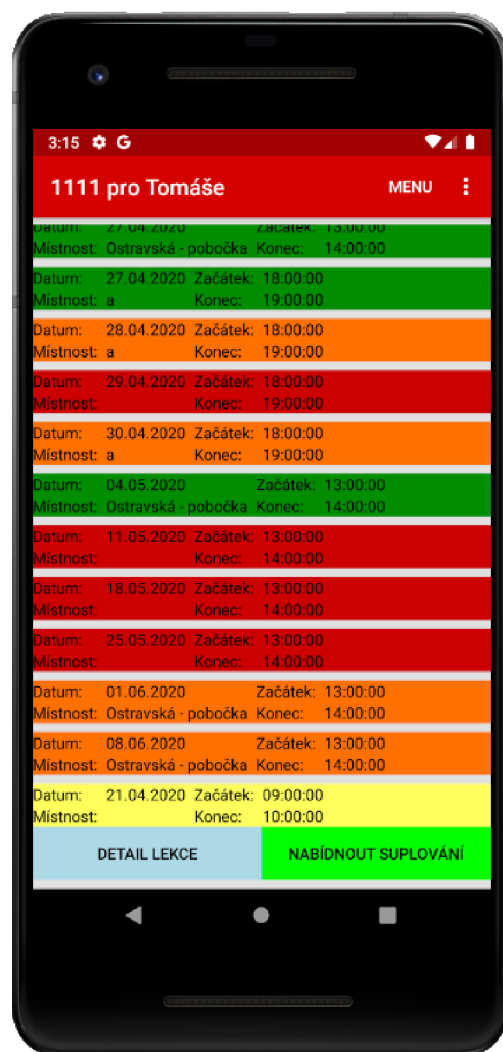 3:15 G
1111 pro Tomáše MENU
Datum: 27.04.2020 Začátek: 13:00:00
Místnost: Ostravská - pobočka Konec: 14:00:00
Datum: 27.04.2020 Začátek: 18:00:00
Místnost: a Konec: 19:00:00
Datum: 28.04.2020 Začátek: 18:00:00
Místnost: a Konec: 19:00:00
Datum: 29.04.2020 Začátek: 18:00:00
Místnost: Konec: 19:00:00
Datum: 30.04.2020 Začátek: 18:00:00
Místnost: a Konec: 19:00:00
Datum: 04.05.2020 Začátek: 13:00:00
Místnost: Ostravská - pobočka Konec: 14:00:00
Datum: 11.05.2020 Začátek: 13:00:00
Místnost: Konec: 14:00:00
Datum: 18.05.2020 Začátek: 13:00:00
Místnost: Konec: 14:00:00
Datum: 25.05.2020 Začátek: 13:00:00
Místnost: Konec: 14:00:00
Datum: 01.06.2020 Začátek: 13:00:00
Místnost: Ostravská - pobočka Konec: 14:00:00
Datum: 08.06.2020 Začátek: 13:00:00
Místnost: Ostravská - pobočka Konec: 14:00:00
Datum: 21.04.2020 Začátek: 09:00:00
Místnost: Konec: 10:00:00
DETAIL LEKCE NABÍDNOUT SUPLOVÁNÍ